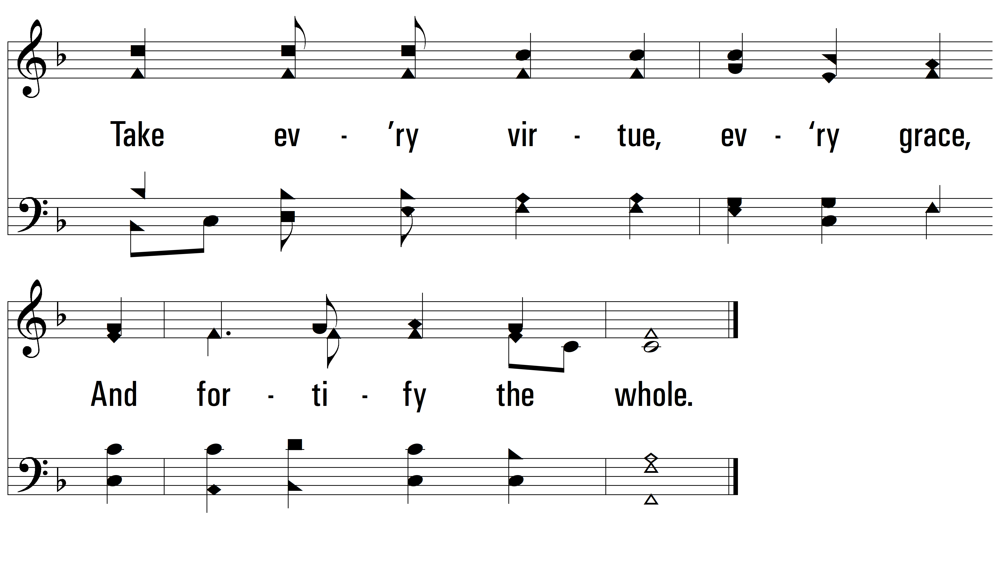 Take ev - ’ry vir - tue, ev - ‘ry grace,
And for - ti - fy the whole.